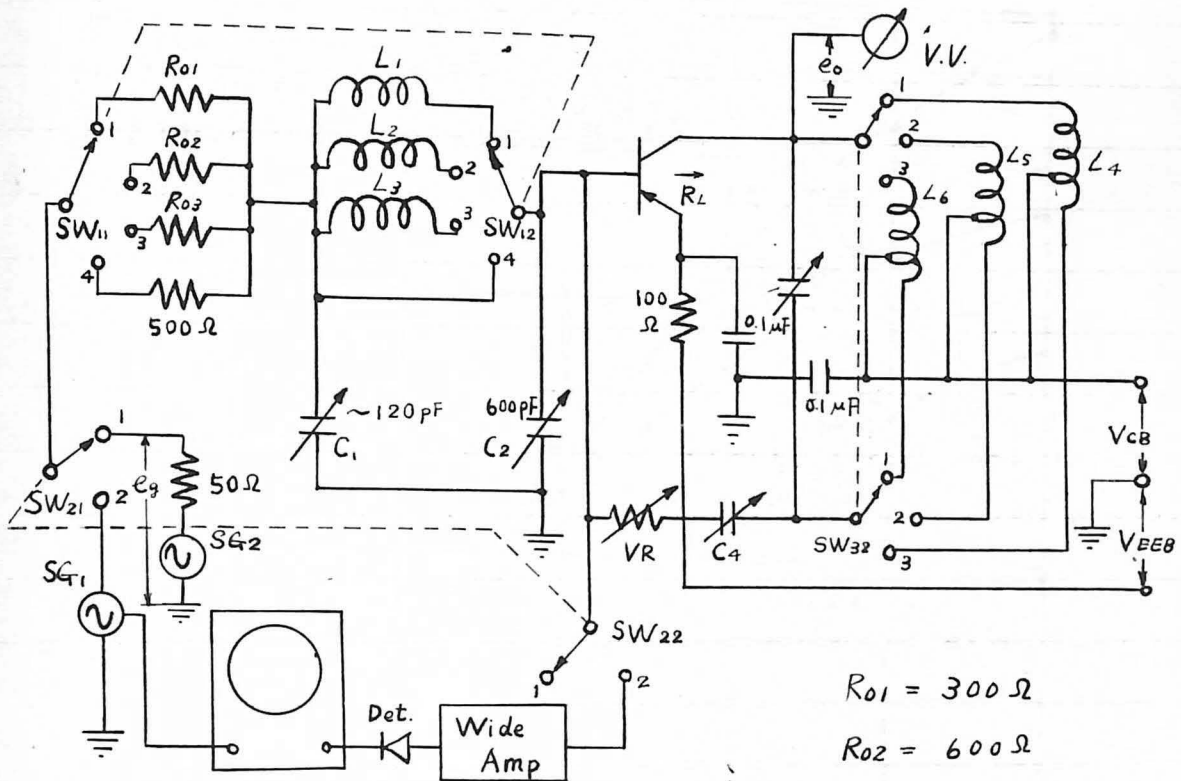 L₁
L₂
L₃
R01
R02
R03
500 Ω
1
2
3
4
SW11
1
2
3
4
SW12
~120 pF
C₁
600 pF
C₂
e₀
V.V.
R_L
100
Ω
0.1 μF
0.1 μF
1
2
3
L₄
L₅
L₆
VCB
VEEB
1
2
3
SW32
VR
C₄
1
2
SW21
eg
50 Ω
SG2
SG1
SW22
1
2
Det.
Wide
Amp
R01 = 300 Ω
R02 = 600 Ω